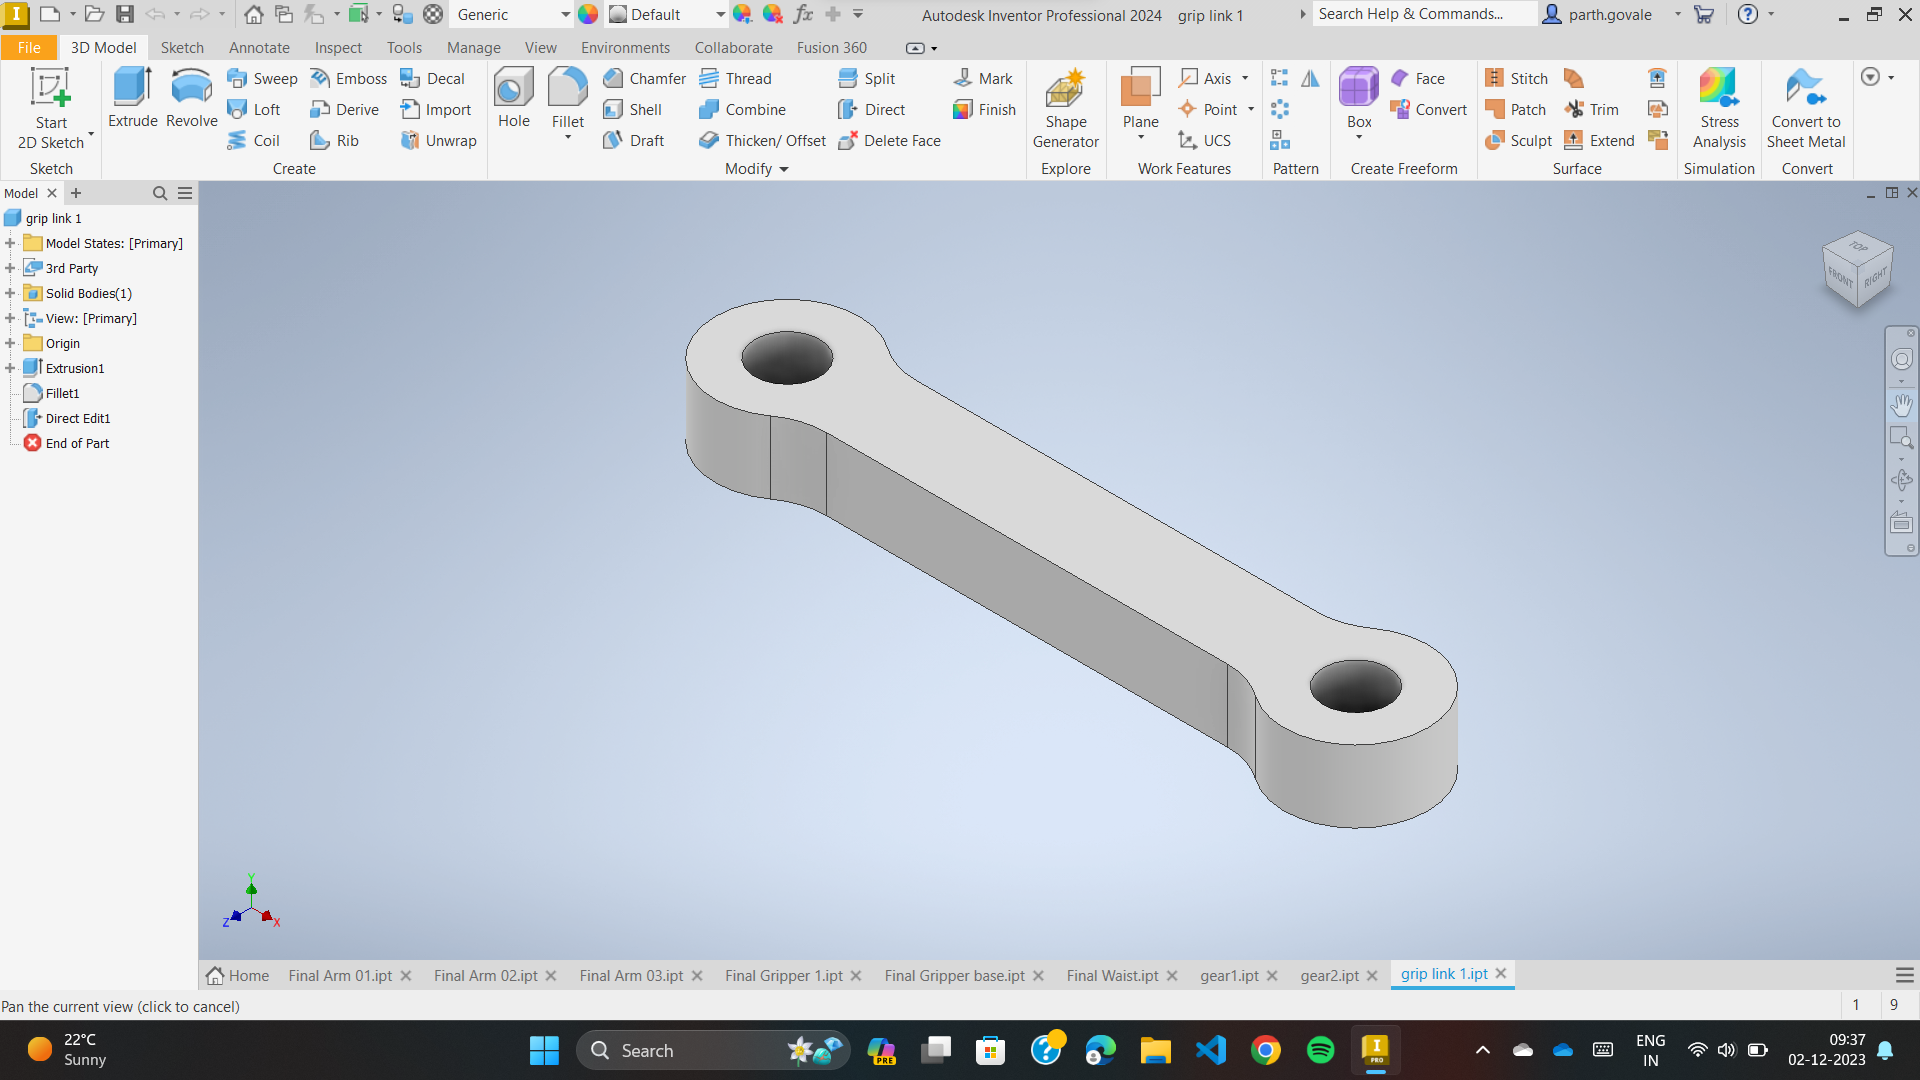 Generic
Default
fx
Autodesk Inventor Professional 2024 grip link 1
Search Help & Commands...
parth.govale
File 3D Model Sketch Annotate Inspect Tools Manage View Environments Collaborate Fusion 360
Start
2D Sketch
Sketch
Extrude
Revolve
Sweep
Loft
Coil
Emboss
Derive
Rib
Decal
Import
Unwrap
Create
Hole
Fillet
Chamfer
Shell
Draft
Thread
Combine
Thicken/ Offset
Split
Direct
Delete Face
Mark
Finish
Modify
Shape
Generator
Explore
Plane
Axis
Point
UCS
Work Features
Pattern
Box
Face
Convert
Create Freeform
Stitch
Patch
Sculpt
Trim
Extend
Surface
Stress
Analysis
Simulation
Convert to
Sheet Metal
Convert
Model
grip link 1
Model States: [Primary]
3rd Party
Solid Bodies(1)
View: [Primary]
Origin
Extrusion1
Fillet1
Direct Edit1
End of Part
TOP
FRONT
RIGHT
Y
Z
X
Home
Final Arm 01.ipt
Final Arm 02.ipt
Final Arm 03.ipt
Final Gripper 1.ipt
Final Gripper base.ipt
Final Waist.ipt
gear1.ipt
gear2.ipt
grip link 1.ipt
Pan the current view (click to cancel)
1 9
22°C
Sunny
Search
PRE
I
PRO
ENG
IN
09:37
02-12-2023